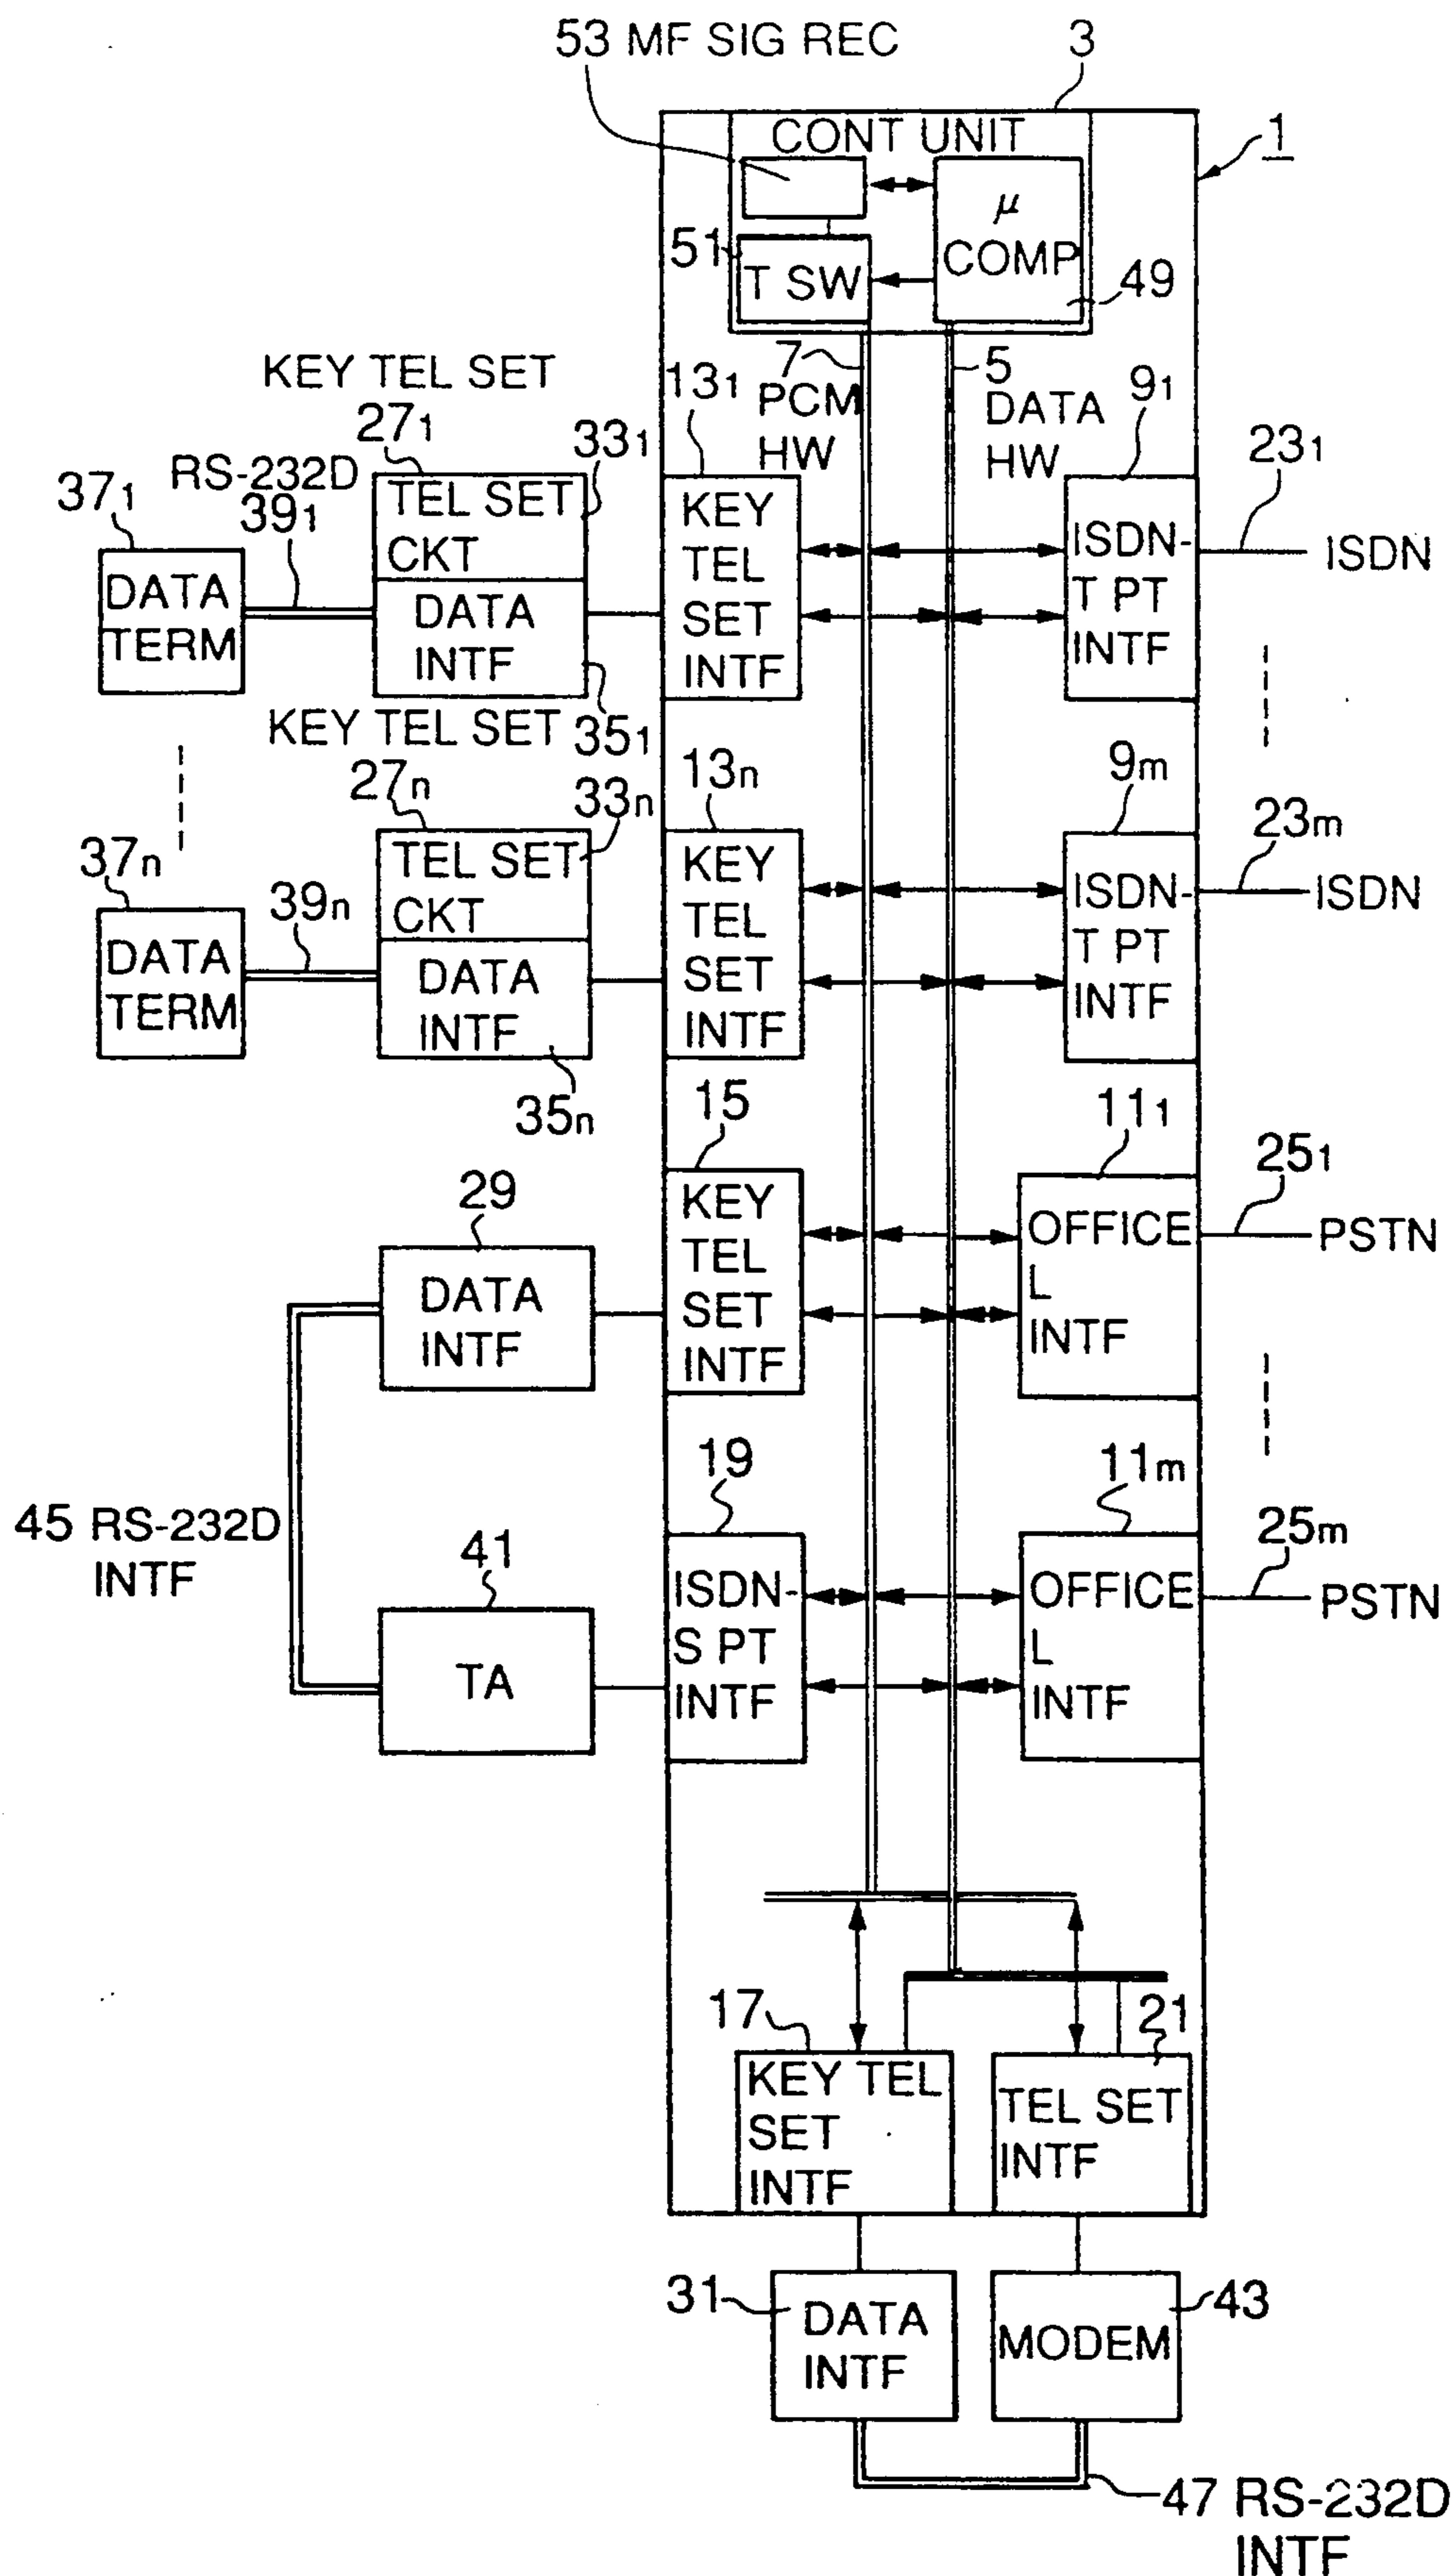 53 MF SIG REC
3
1
CONT UNIT
μ
COMP
51
T SW
49
7
PCM
HW
5
DATA
HW
KEY TEL SET
27₁
33₁
13₁
9₁
23₁
RS-232D
39₁
37₁
DATA
TERM
TEL SET
CKT
DATA
INTF
35₁
KEY
TEL
SET
INTF
ISDN-
T PT
INTF
ISDN
KEY TEL SET
27n
33n
13n
9m
23m
37n
39n
DATA
TERM
TEL SET
CKT
DATA
INTF
35n
KEY
TEL
SET
INTF
ISDN-
T PT
INTF
ISDN
15
11₁
25₁
29
DATA
INTF
KEY
TEL
SET
INTF
OFFICE
L
INTF
PSTN
45 RS-232D
INTF
19
11m
25m
41
TA
ISDN-
S PT
INTF
OFFICE
L
INTF
PSTN
17
21
KEY TEL
SET
INTF
TEL SET
INTF
31
DATA
INTF
MODEM
43
47 RS-232D
INTF